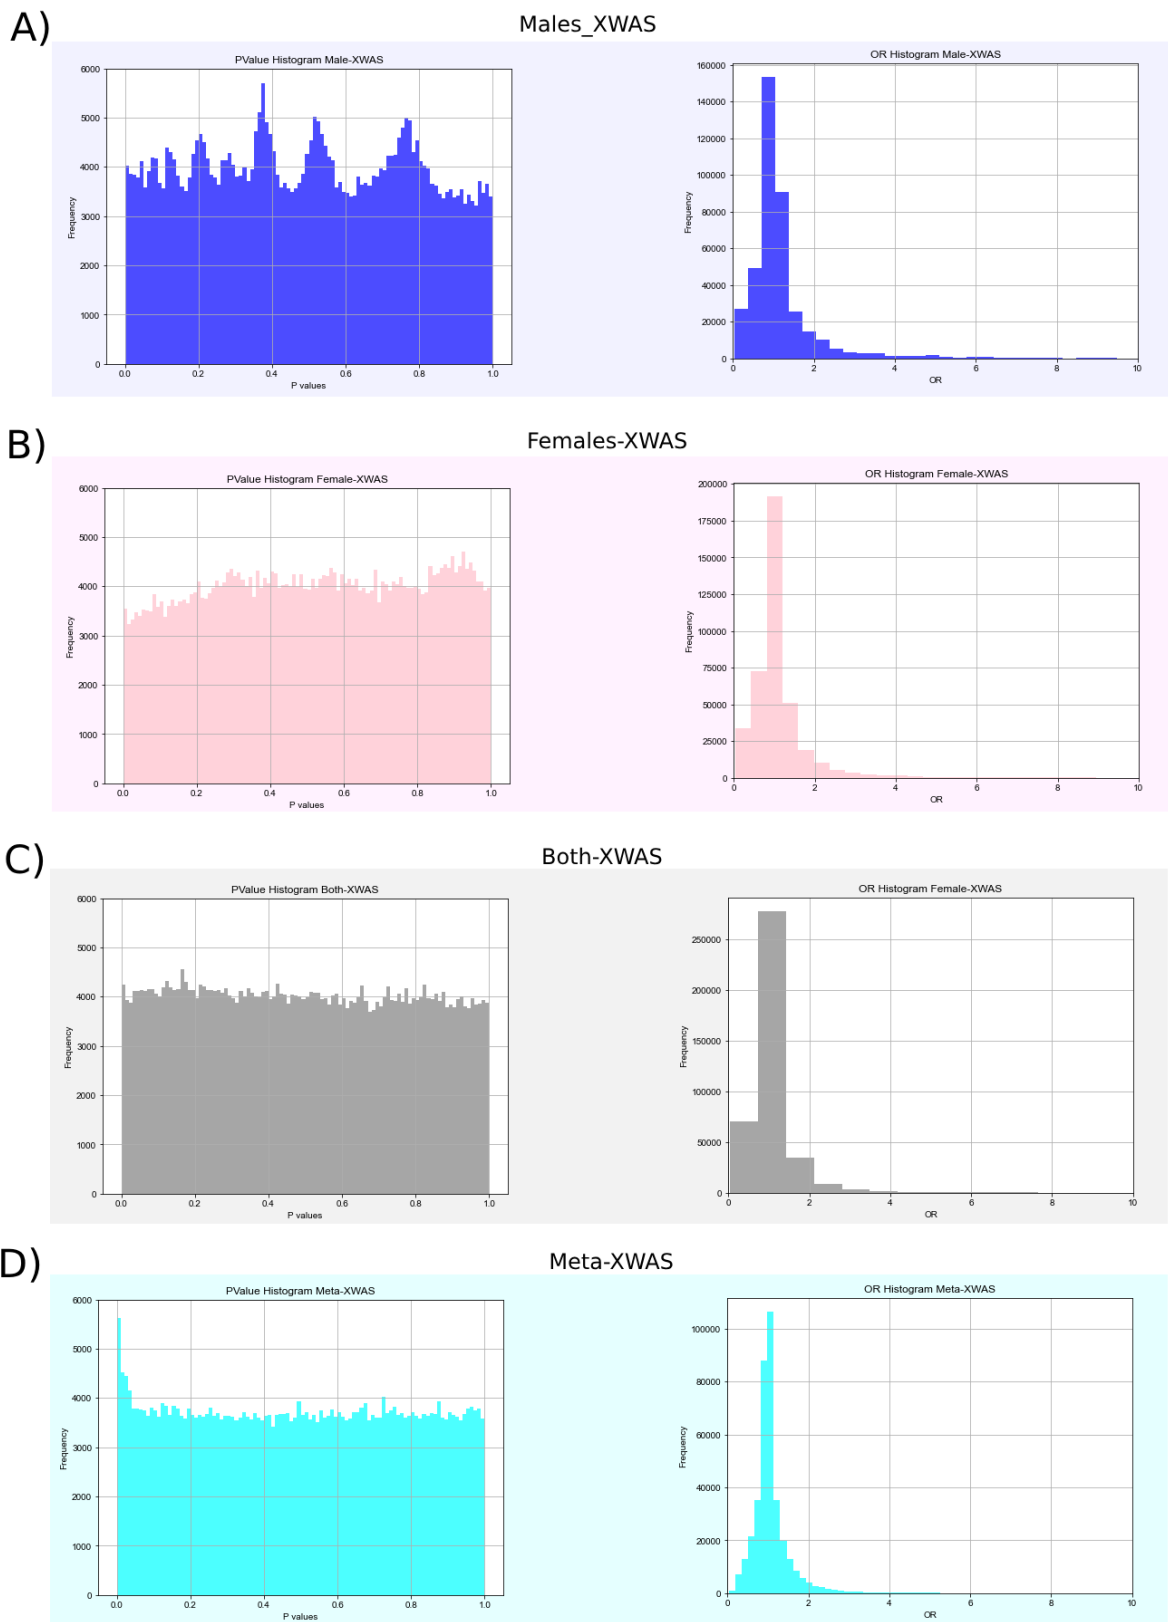 A)
Males_XWAS
PValue Histogram Male-XWAS
6000
5000
4000
3000
2000
1000
0
Frequency
0.0 0.2 0.4 0.6 0.8 1.0
P values
OR Histogram Male-XWAS
160000
140000
120000
100000
80000
60000
40000
20000
0
Frequency
0 2 4 6 8 10
OR
B)
Females-XWAS
PValue Histogram Female-XWAS
6000
5000
4000
3000
2000
1000
0
Frequency
0.0 0.2 0.4 0.6 0.8 1.0
P values
OR Histogram Female-XWAS
200000
175000
150000
125000
100000
75000
50000
25000
0
Frequency
0 2 4 6 8 10
OR
C)
Both-XWAS
PValue Histogram Both-XWAS
6000
5000
4000
3000
2000
1000
0
Frequency
0.0 0.2 0.4 0.6 0.8 1.0
P values
OR Histogram Female-XWAS
250000
200000
150000
100000
50000
0
Frequency
0 2 4 6 8 10
OR
D)
Meta-XWAS
PValue Histogram Meta-XWAS
6000
5000
4000
3000
2000
1000
0
Frequency
0.0 0.2 0.4 0.6 0.8 1.0
P values
OR Histogram Meta-XWAS
100000
80000
60000
40000
20000
0
Frequency
0 2 4 6 8 10
OR